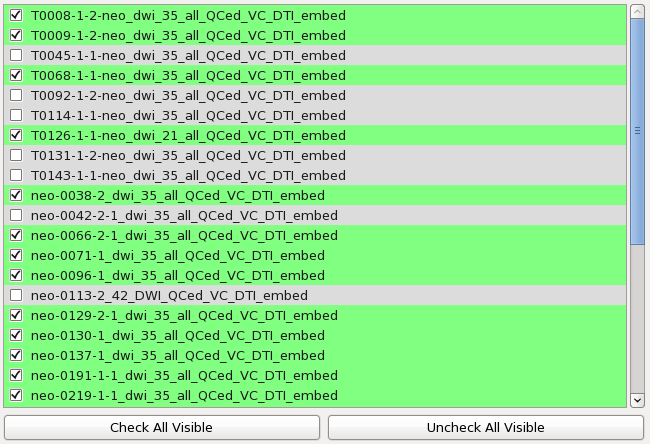 T0008-1-2-neo_dwi_35_all_QCed_VC_DTI_embed
T0009-1-2-neo_dwi_35_all_QCed_VC_DTI_embed
T0045-1-1-neo_dwi_35_all_QCed_VC_DTI_embed
T0068-1-1-neo_dwi_35_all_QCed_VC_DTI_embed
T0092-1-2-neo_dwi_35_all_QCed_VC_DTI_embed
T0114-1-1-neo_dwi_35_all_QCed_VC_DTI_embed
T0126-1-1-neo_dwi_21_all_QCed_VC_DTI_embed
T0131-1-2-neo_dwi_35_all_QCed_VC_DTI_embed
T0143-1-1-neo_dwi_35_all_QCed_VC_DTI_embed
neo-0038-2_dwi_35_all_QCed_VC_DTI_embed
neo-0042-2-1_dwi_35_all_QCed_VC_DTI_embed
neo-0066-2-1_dwi_35_all_QCed_VC_DTI_embed
neo-0071-1_dwi_35_all_QCed_VC_DTI_embed
neo-0096-1_dwi_35_all_QCed_VC_DTI_embed
neo-0113-2_42_DWI_QCed_VC_DTI_embed
neo-0129-2-1_dwi_35_all_QCed_VC_DTI_embed
neo-0130-1_dwi_35_all_QCed_VC_DTI_embed
neo-0137-1_dwi_35_all_QCed_VC_DTI_embed
neo-0191-1-1_dwi_35_all_QCed_VC_DTI_embed
neo-0219-1-1_dwi_35_all_QCed_VC_DTI_embed
Check All Visible
Uncheck All Visible